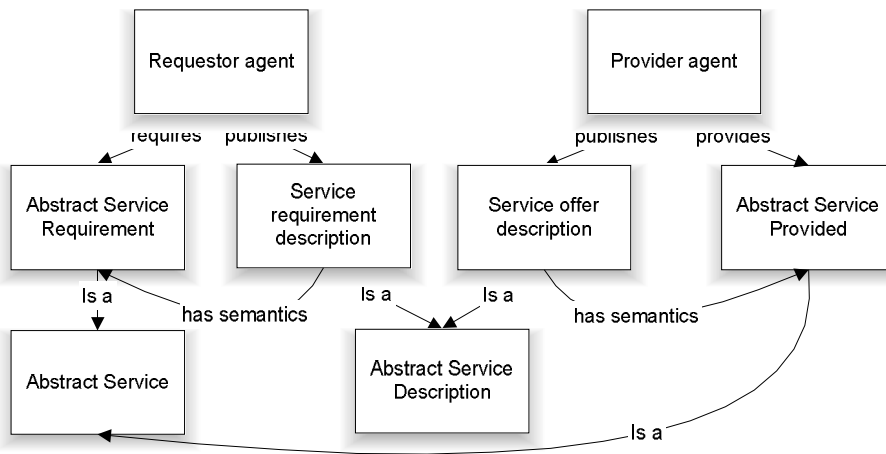 Requestor agent
Provider agent
requires
publishes
publishes
provides
Abstract Service
Requirement
Service
requirement
description
Service offer
description
Abstract Service
Provided
Is a
has semantics
Is a
Is a
has semantics
Abstract Service
Abstract Service
Description
Is a